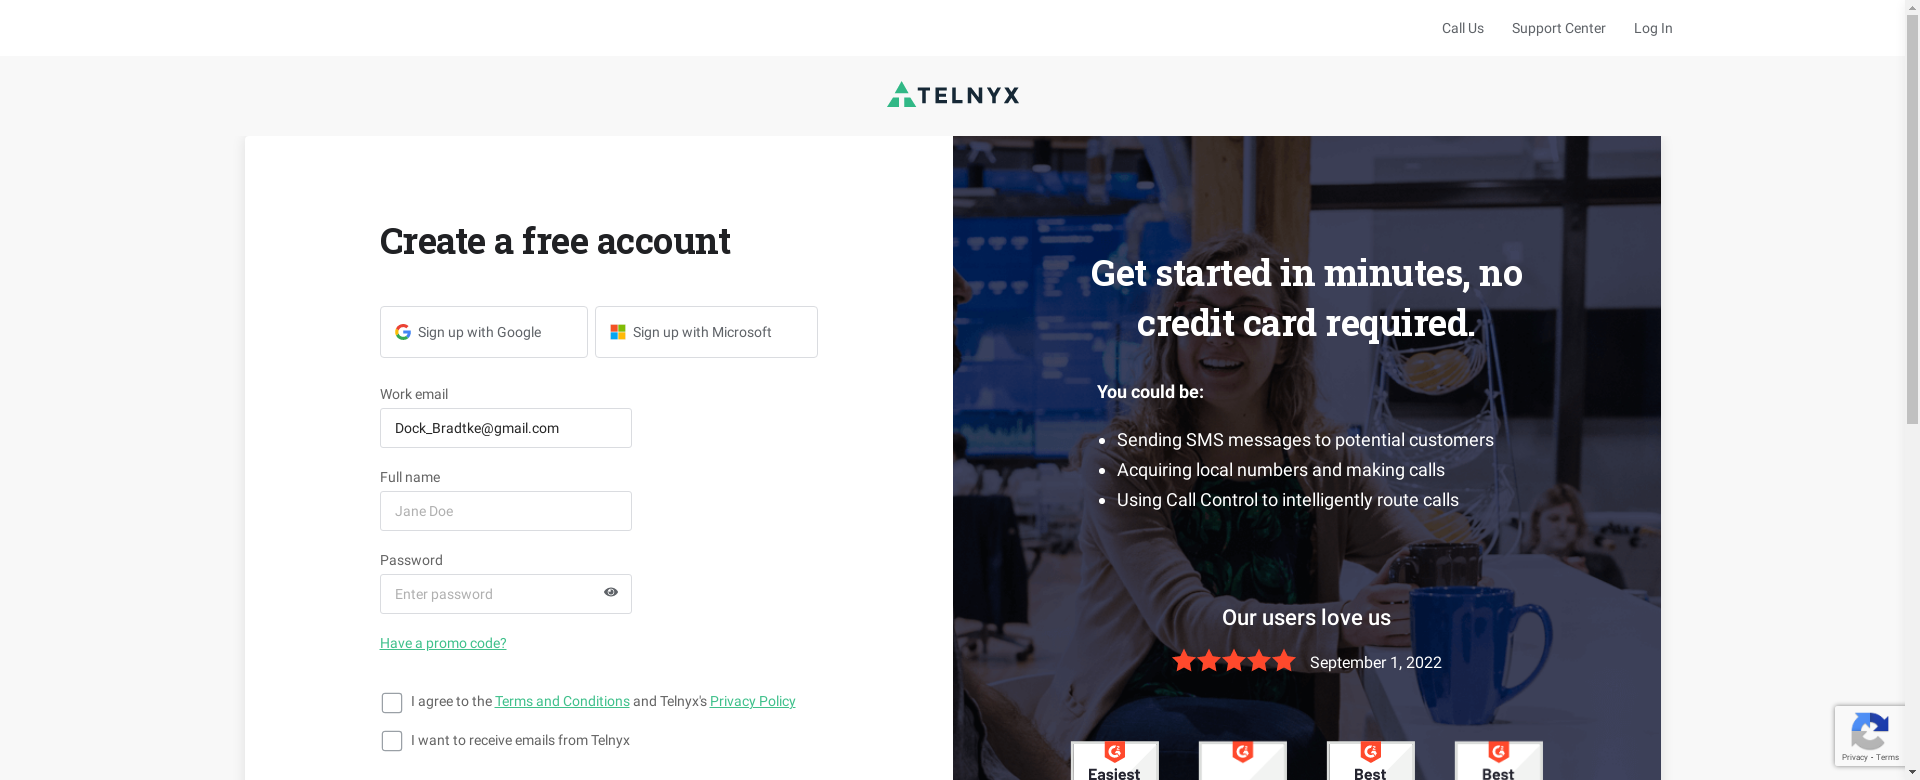 Call Us
Support Center
Log In
TELNYX
Create a free account
Sign up with Google
Sign up with Microsoft
Work email
Dock_Bradtke@gmail.com
Full name
Jane Doe
Password
Enter password
Have a promo code?
I agree to the Terms and Conditions and Telnyx's Privacy Policy
I want to receive emails from Telnyx
Get started in minutes, no
credit card required.
You could be:
Sending SMS messages to potential customers
Acquiring local numbers and making calls
Using Call Control to intelligently route calls
Our users love us
September 1, 2022
Easiest
Best
Best
Privacy - Terms